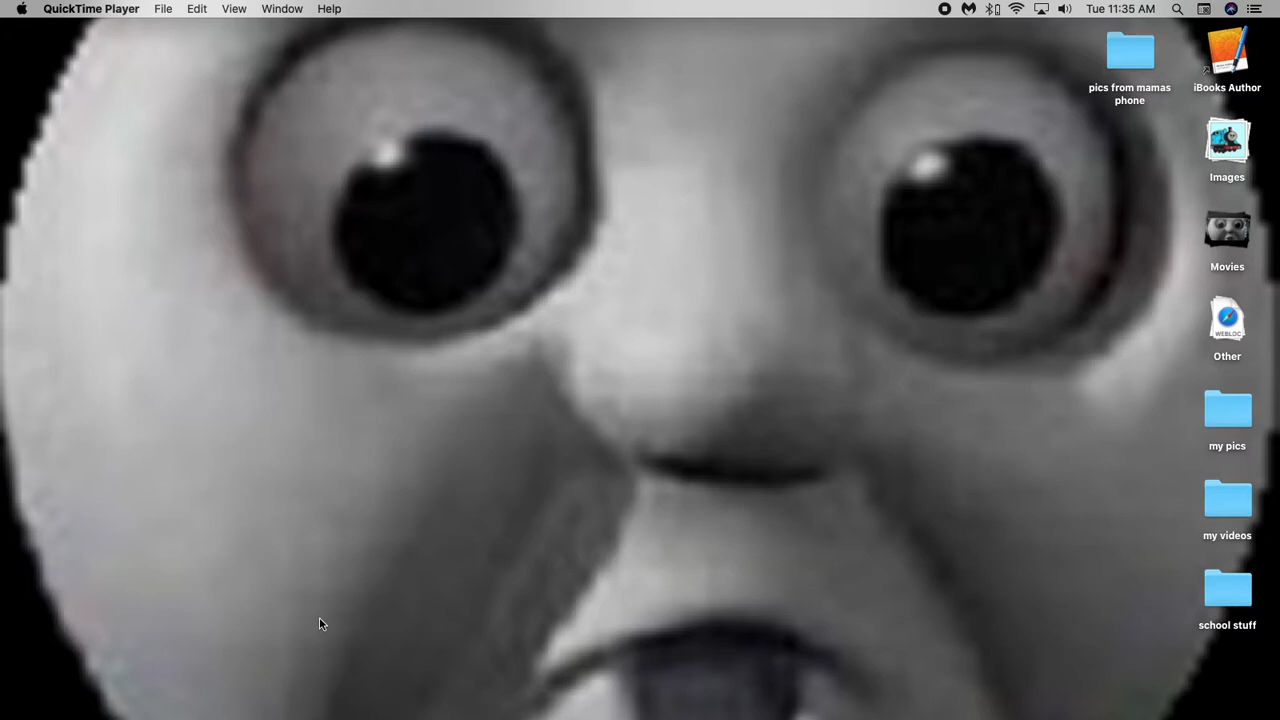 QuickTime Player File Edit View Window Help Tue 11:35 AM
pics from mamas
phone
iBooks Author
Images
Movies
WEBLOC
Other
my pics
my videos
school stuff